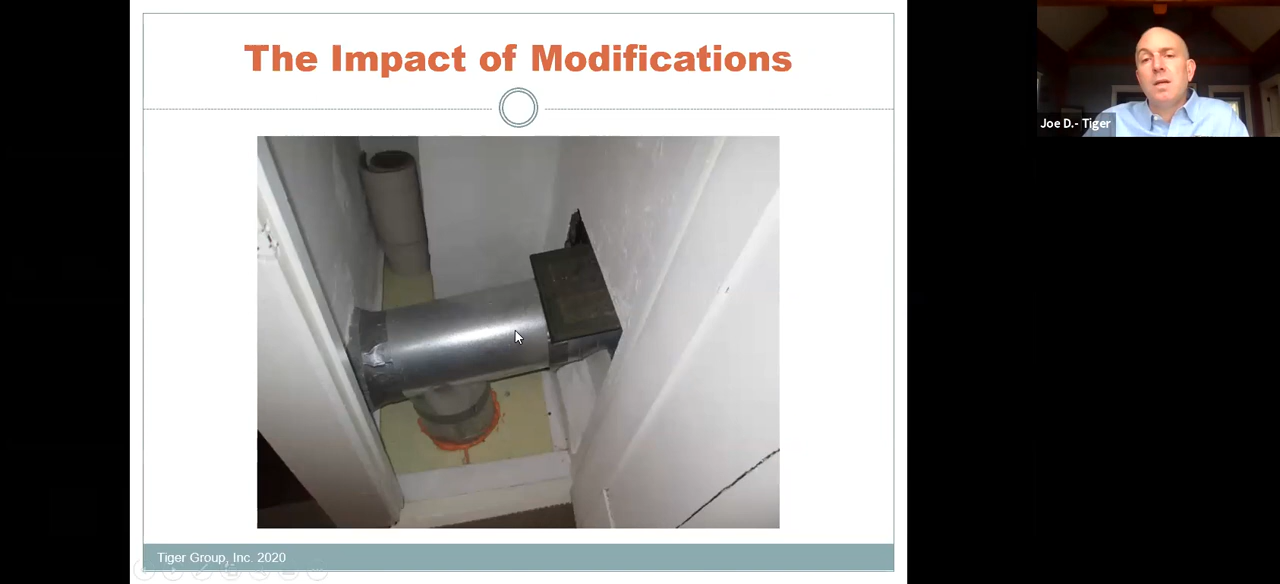 The Impact of Modifications
Joe D.- Tiger
Tiger Group, Inc. 2020